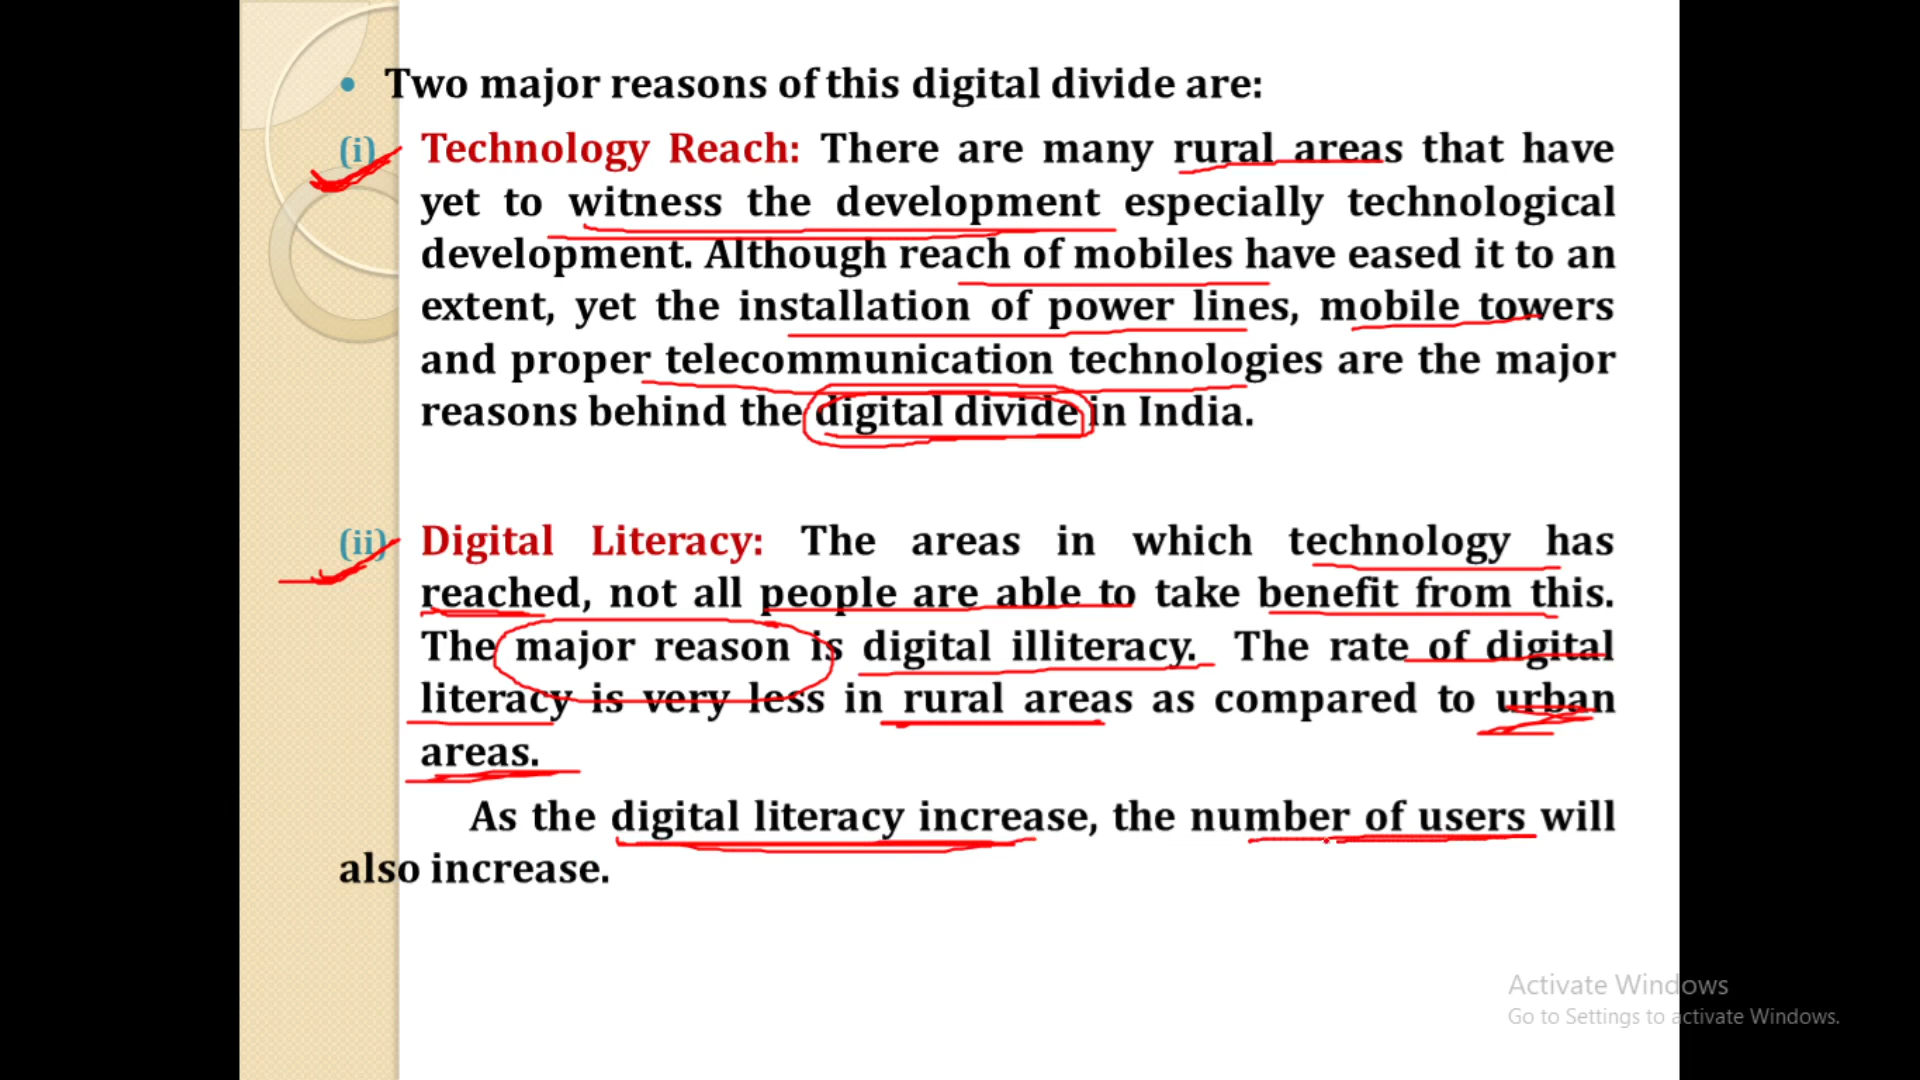 • Two major reasons of this digital divide are:
(i) Technology Reach: There are many rural areas that have
yet to witness the development especially technological
development. Although reach of mobiles have eased it to an
extent, yet the installation of power lines, mobile towers
and proper telecommunication technologies are the major
reasons behind the digital divide in India.
(ii) Digital Literacy: The areas in which technology has
reached, not all people are able to take benefit from this.
The major reason is digital illiteracy. The rate of digital
literacy is very less in rural areas as compared to urban
areas.
As the digital literacy increase, the number of users will
also increase.
Activate Windows
Go to Settings to activate Windows.